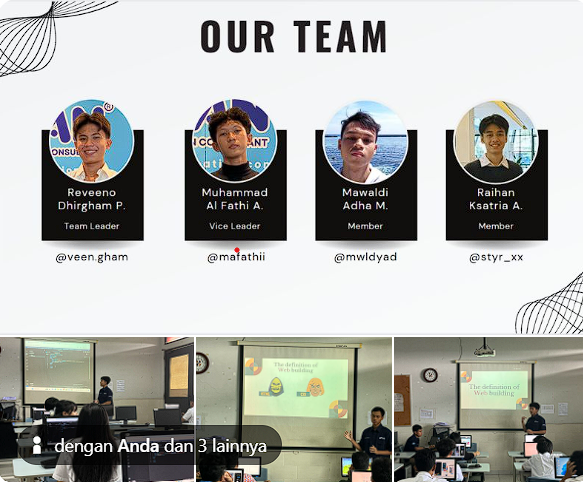 OUR TEAM
Reveeno
Dhirgham P.
Team Leader
@veen.gham
Muhammad
Al Fathi A.
Vice Leader
@mafathii
Mawaldi
Adha M.
Member
@mwldyad
Raihan
Ksatria A.
Member
@styr_xx
The definition of
Web building
The definition of
Web building
dengan Anda dan 3 lainnya